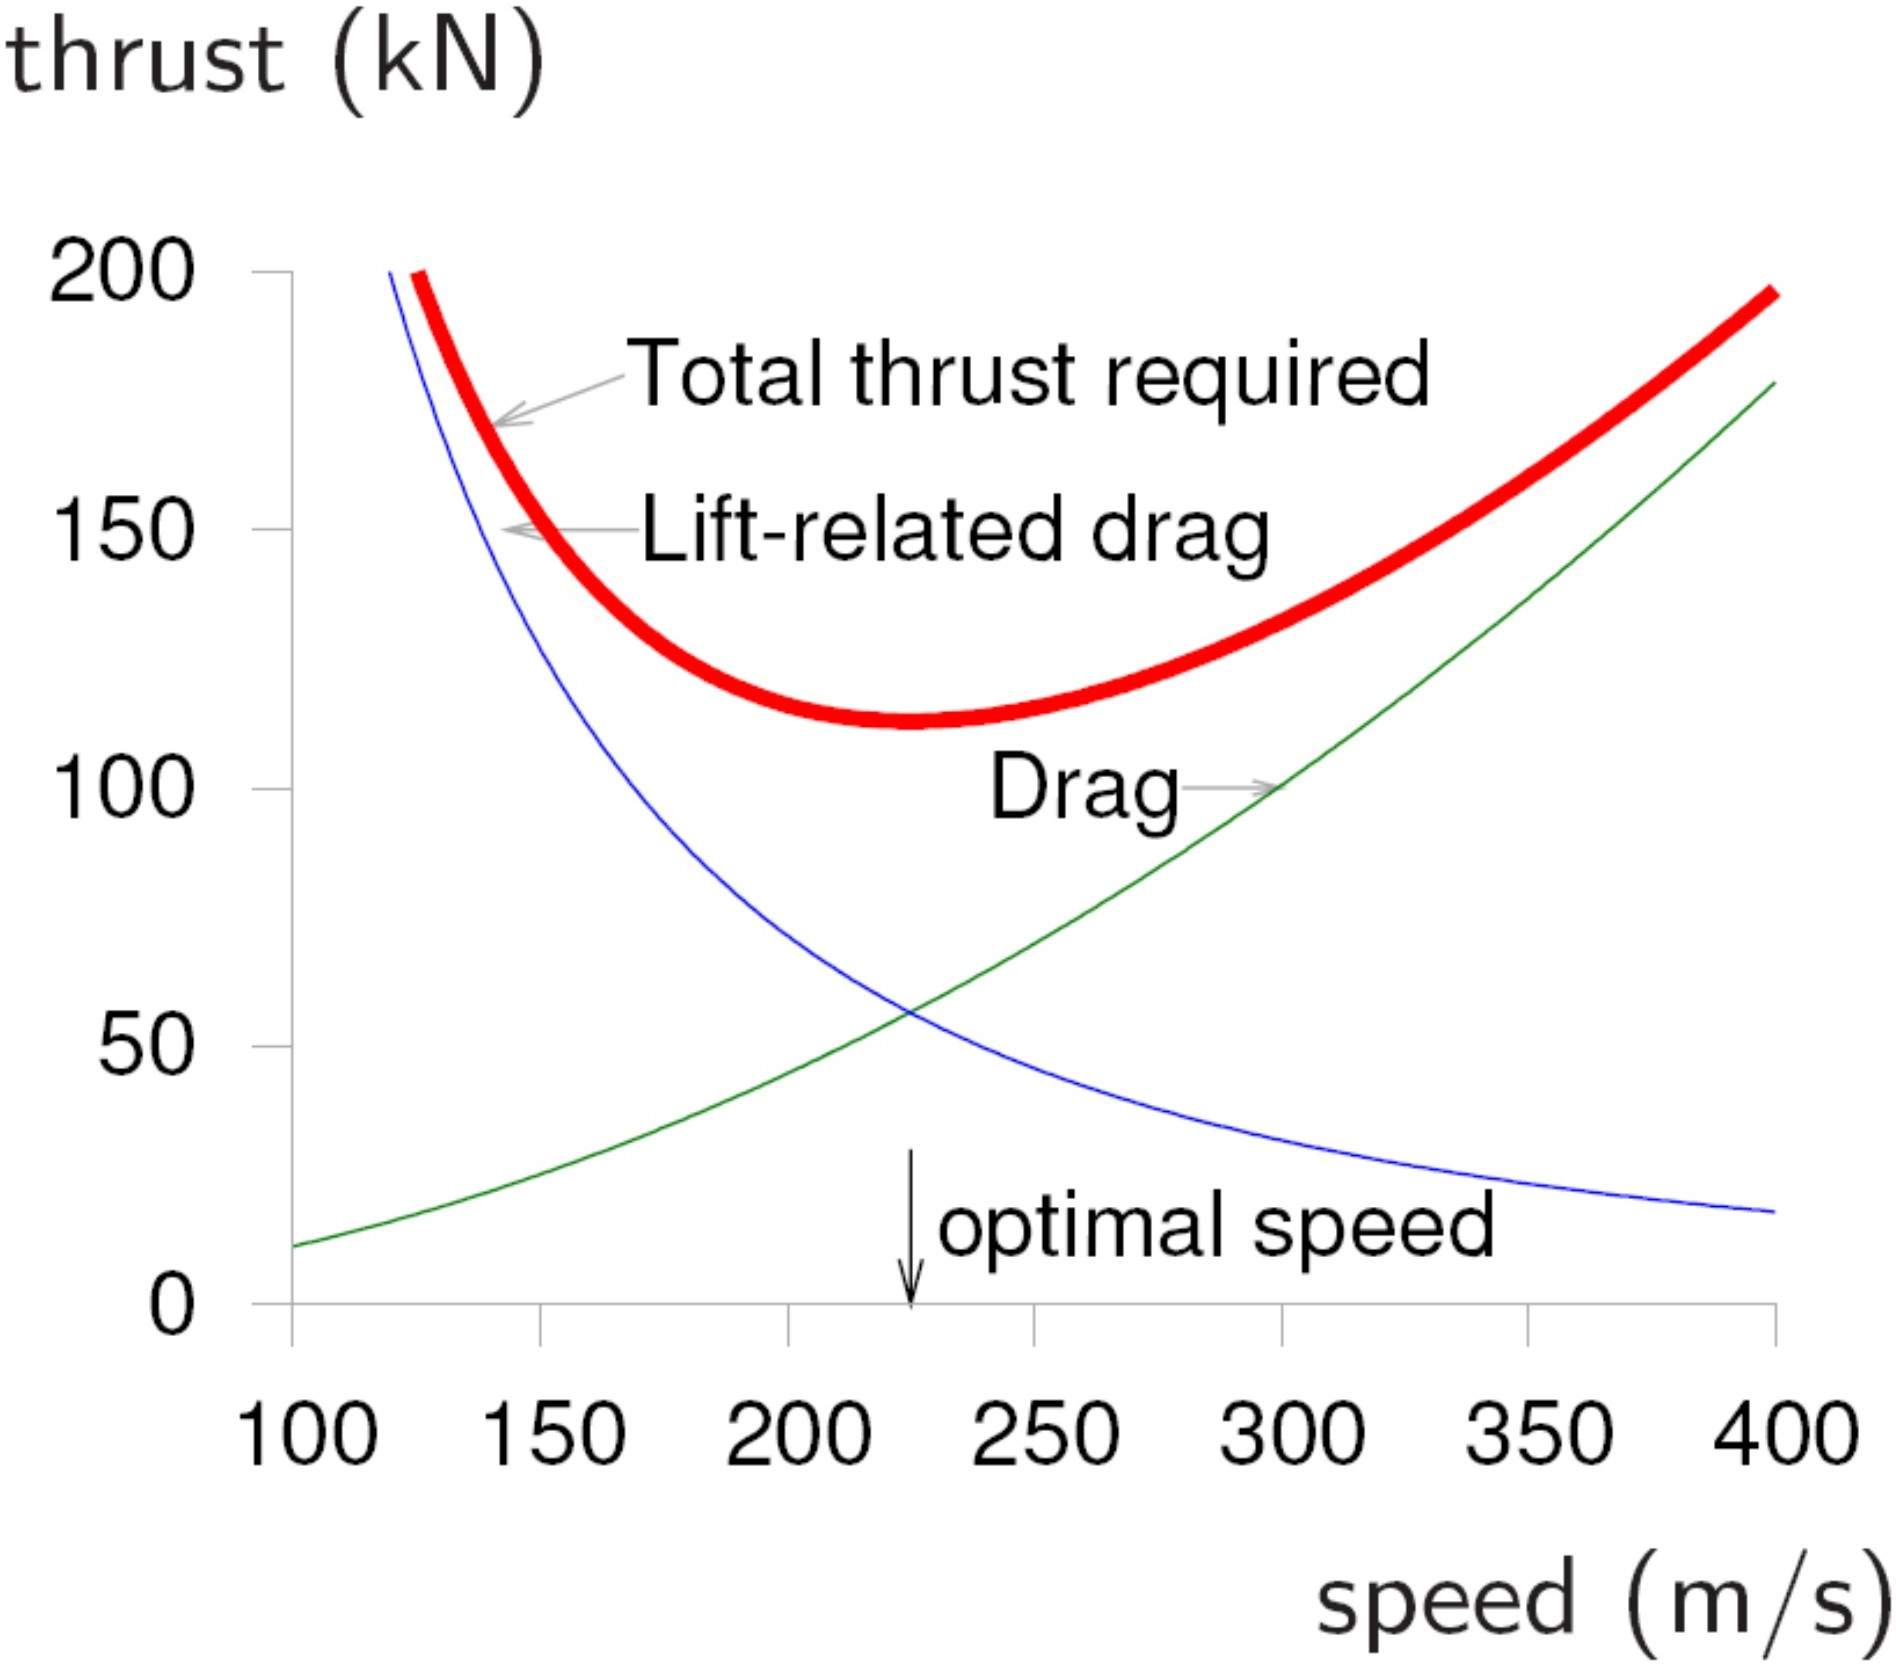 thrust (kN)
200
Total thrust required
150
Lift-related drag
100
Drag
50
optimal speed
0
100 150 200 250 300 350 400
speed (m/s)